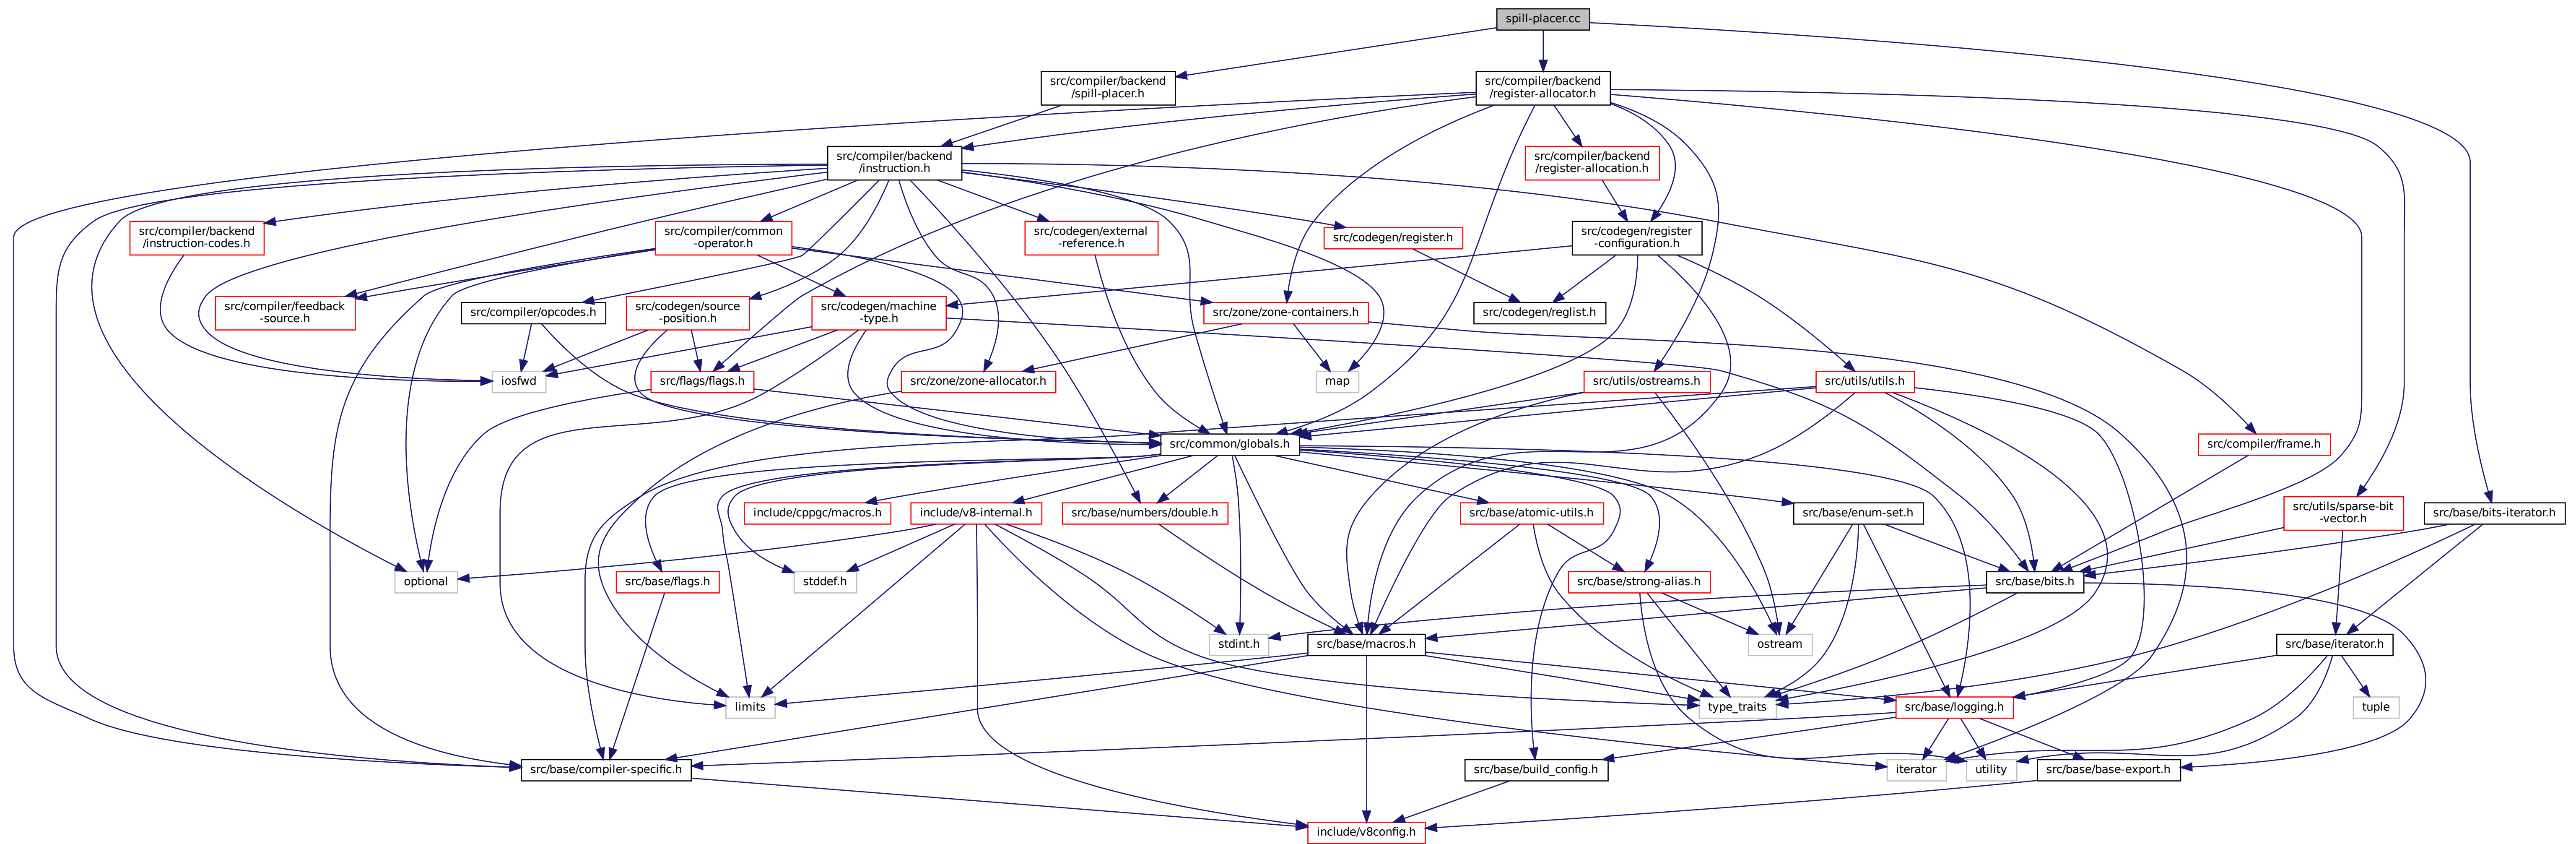 spill-placer.cc
src/compiler/backend
/spill-placer.h
src/compiler/backend
/register-allocator.h
src/compiler/backend
/instruction.h
src/compiler/backend
/register-allocation.h
src/compiler/backend
/instruction-codes.h
src/compiler/common
-operator.h
src/codegen/external
-reference.h
src/codegen/register.h
src/codegen/register
-configuration.h
src/compiler/feedback
-source.h
src/compiler/opcodes.h
src/codegen/source
-position.h
src/codegen/machine
-type.h
src/zone/zone-containers.h
src/codegen/reglist.h
iosfwd
src/flags/flags.h
src/zone/zone-allocator.h
map
src/utils/ostreams.h
src/utils/utils.h
src/common/globals.h
src/compiler/frame.h
include/cppgc/macros.h
include/v8-internal.h
src/base/numbers/double.h
src/base/atomic-utils.h
src/base/enum-set.h
src/utils/sparse-bit
-vector.h
src/base/bits-iterator.h
optional
src/base/flags.h
stddef.h
src/base/strong-alias.h
src/base/bits.h
stdint.h
src/base/macros.h
ostream
src/base/iterator.h
limits
type_traits
src/base/logging.h
tuple
src/base/compiler-specific.h
src/base/build_config.h
iterator
utility
src/base/base-export.h
include/v8config.h